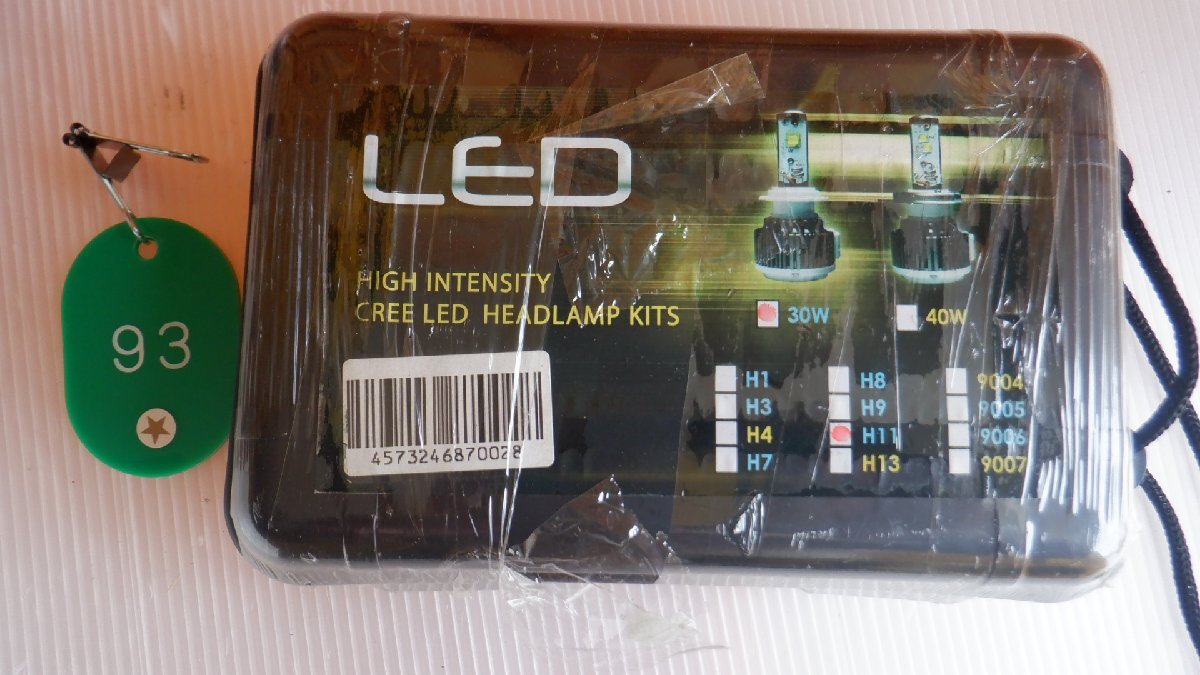 93
LED
HIGH INTENSITY
CREE LED HEADLAMP KITS
30W 40W
H1 H8 9004
H3 H9 9005
H4 H11 9006
H7 H13 9007
4573246870028